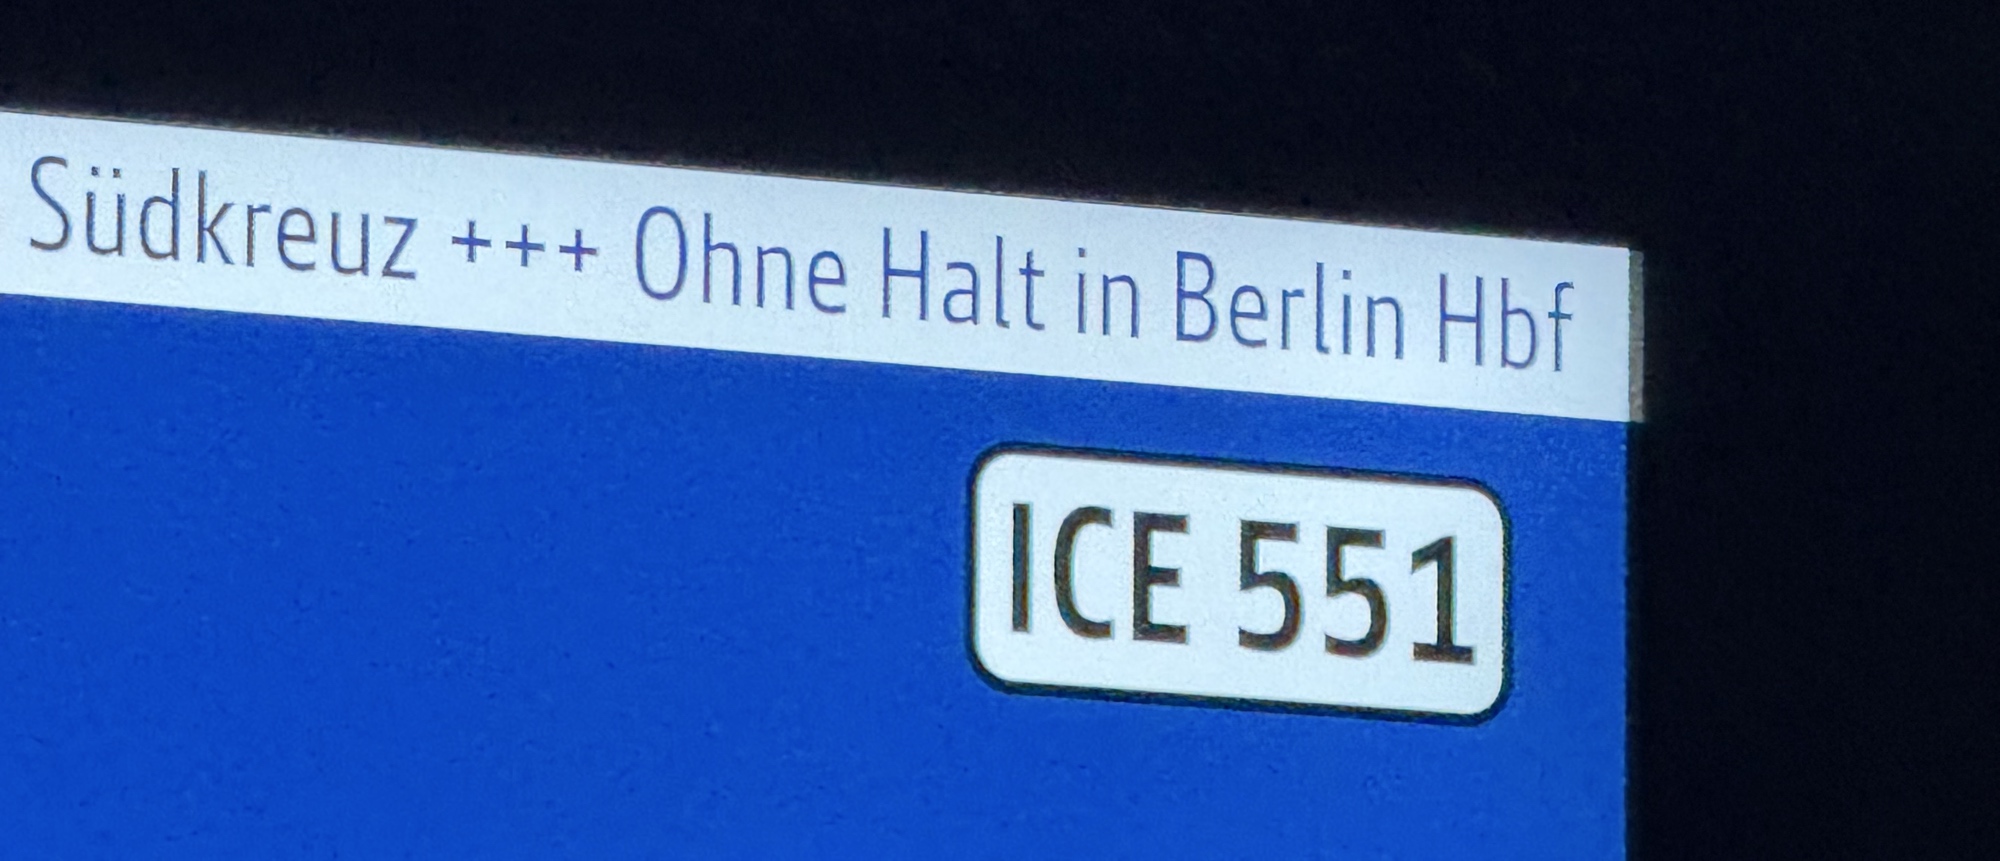 Südkreuz +++ Ohne Halt in Berlin Hbf
ICE 551